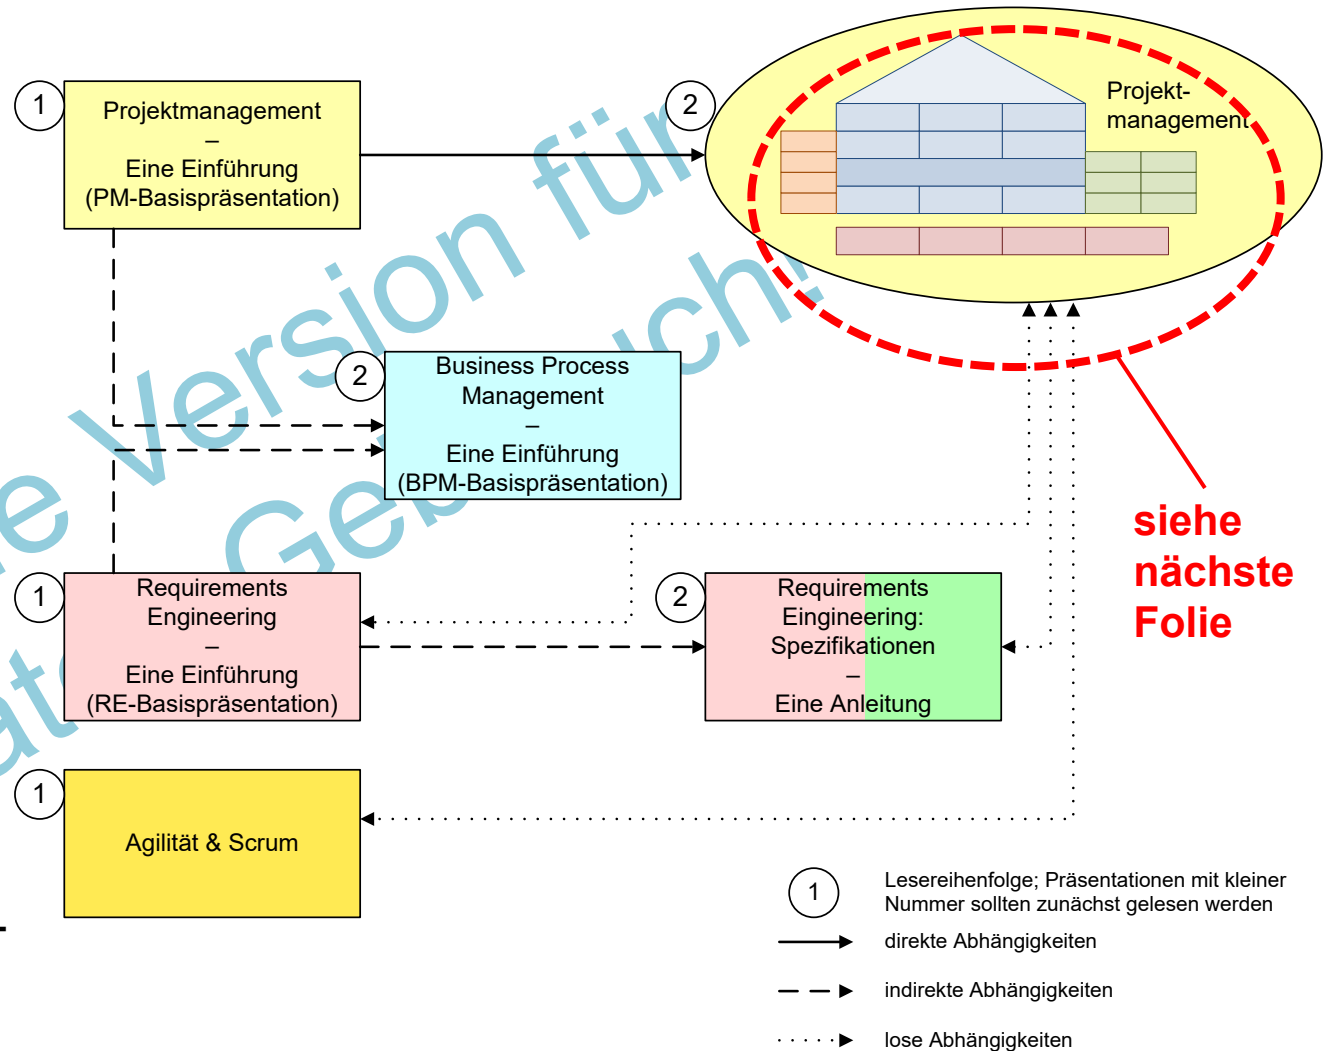 1
Projektmanagement
–
Eine Einführung
(PM-Basispräsentation)
2
Projekt-
management
2
Business Process
Management
–
Eine Einführung
(BPM-Basispräsentation)
siehe
nächste
Folie
1
Requirements
Engineering
–
Eine Einführung
(RE-Basispräsentation)
2
Requirements
Eingineering:
Spezifikationen
–
Eine Anleitung
1
Agilität & Scrum
1
Lesereihenfolge; Präsentationen mit kleiner
Nummer sollten zunächst gelesen werden
direkte Abhängigkeiten
indirekte Abhängigkeiten
lose Abhängigkeiten
Version für